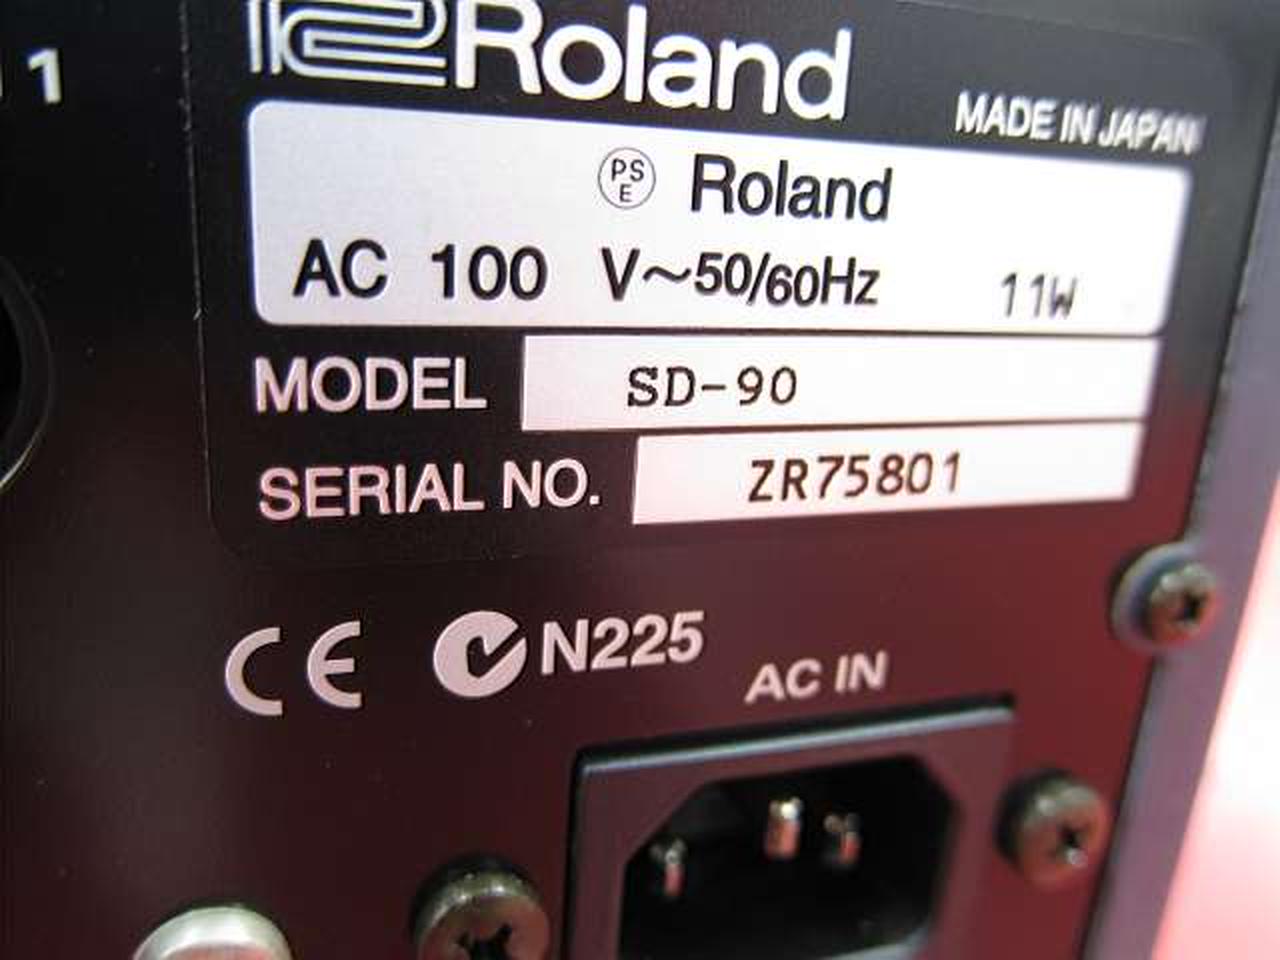 1
Roland
MADE IN JAPAN
PS
E
Roland
AC 100 V~50/60Hz 11W
MODEL SD-90
SERIAL NO. ZR75801
CE N225
AC IN